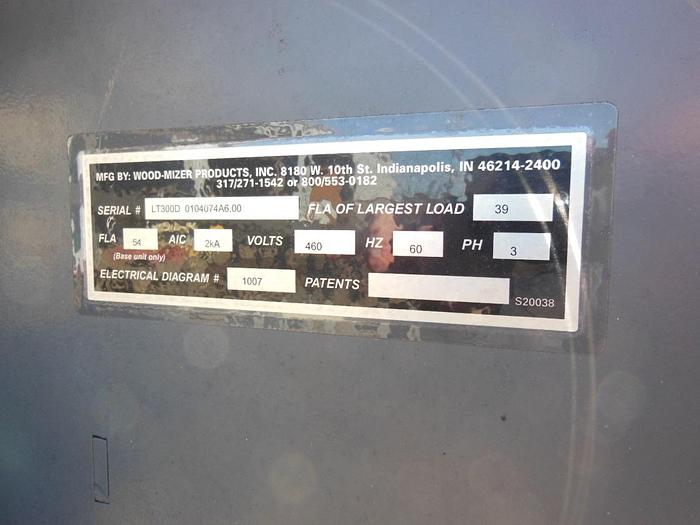 MFG BY: WOOD-MIZER PRODUCTS, INC. 8180 W. 10th St. Indianapolis, IN 46214-2400
317/271-1542 or 800/553-0182
SERIAL # LT300D 0104074A6.00 FLA OF LARGEST LOAD 39
FLA 54 AIC 2kA VOLTS 460 HZ 60 PH 3
(Base unit only)
ELECTRICAL DIAGRAM # 1007 PATENTS
S20038